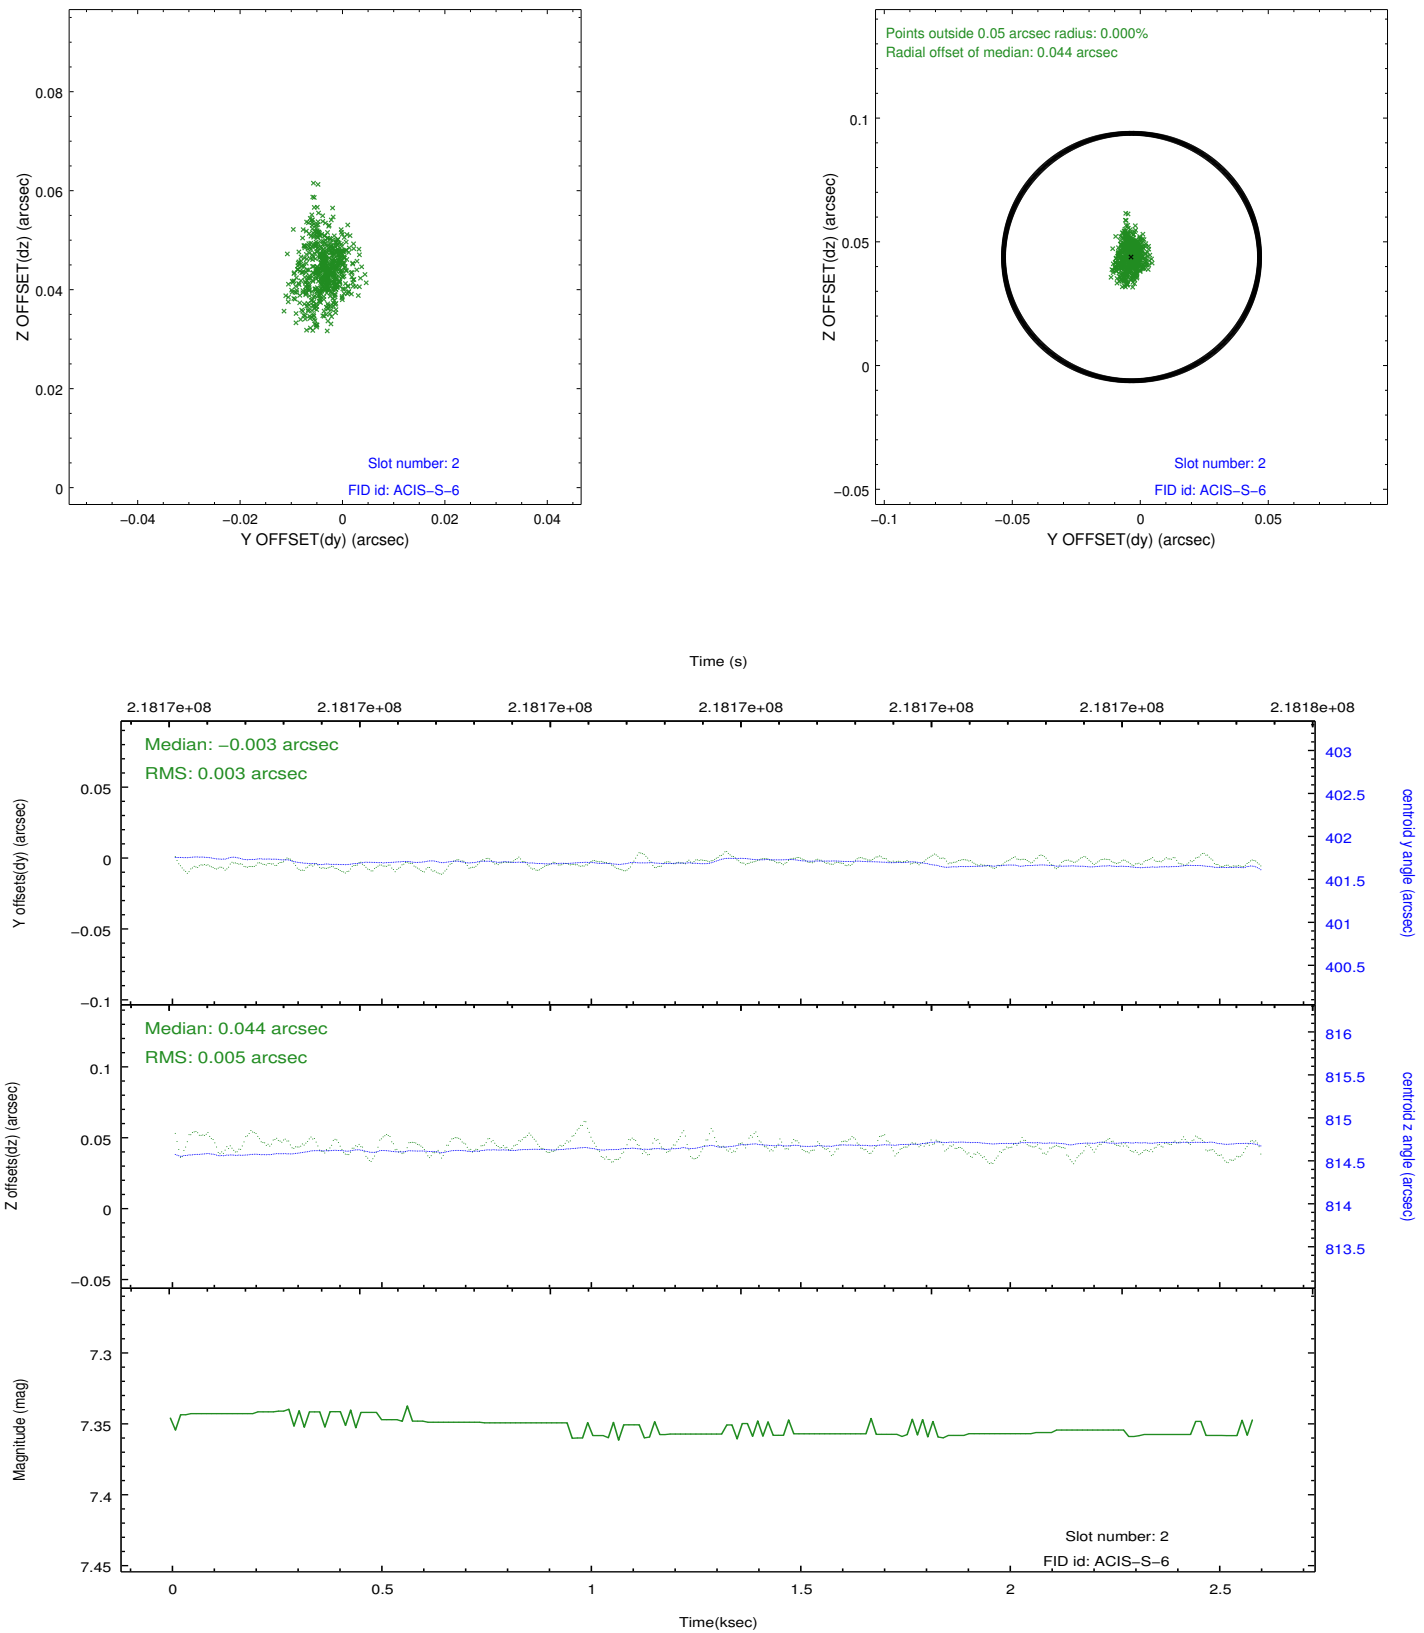 0.08
0.06
0.04
0.02
0
Z OFFSET(dz) (arcsec)
Slot number: 2
FID id: ACIS−S−6
−0.04
−0.02
0
0.02
0.04
Y OFFSET(dy) (arcsec)
Points outside 0.05 arcsec radius: 0.000%
Radial offset of median: 0.044 arcsec
0.1
0.05
0
−0.05
Z OFFSET(dz) (arcsec)
Slot number: 2
FID id: ACIS−S−6
−0.1
−0.05
0
0.05
Y OFFSET(dy) (arcsec)
Time (s)
2.1817e+08
2.1817e+08
2.1817e+08
2.1817e+08
2.1817e+08
2.1817e+08
2.1818e+08
Median: −0.003 arcsec
RMS: 0.003 arcsec
0.05
0
−0.05
−0.1
Y offsets(dy) (arcsec)
403
402.5
402
401.5
401
400.5
centroid y angle (arcsec)
Median: 0.044 arcsec
RMS: 0.005 arcsec
0.1
0.05
0
−0.05
Z offsets(dz) (arcsec)
816
815.5
815
814.5
814
813.5
centroid z angle (arcsec)
7.3
7.35
7.4
7.45
Magnitude (mag)
Slot number: 2
FID id: ACIS−S−6
0
0.5
1
1.5
2
2.5
Time(ksec)